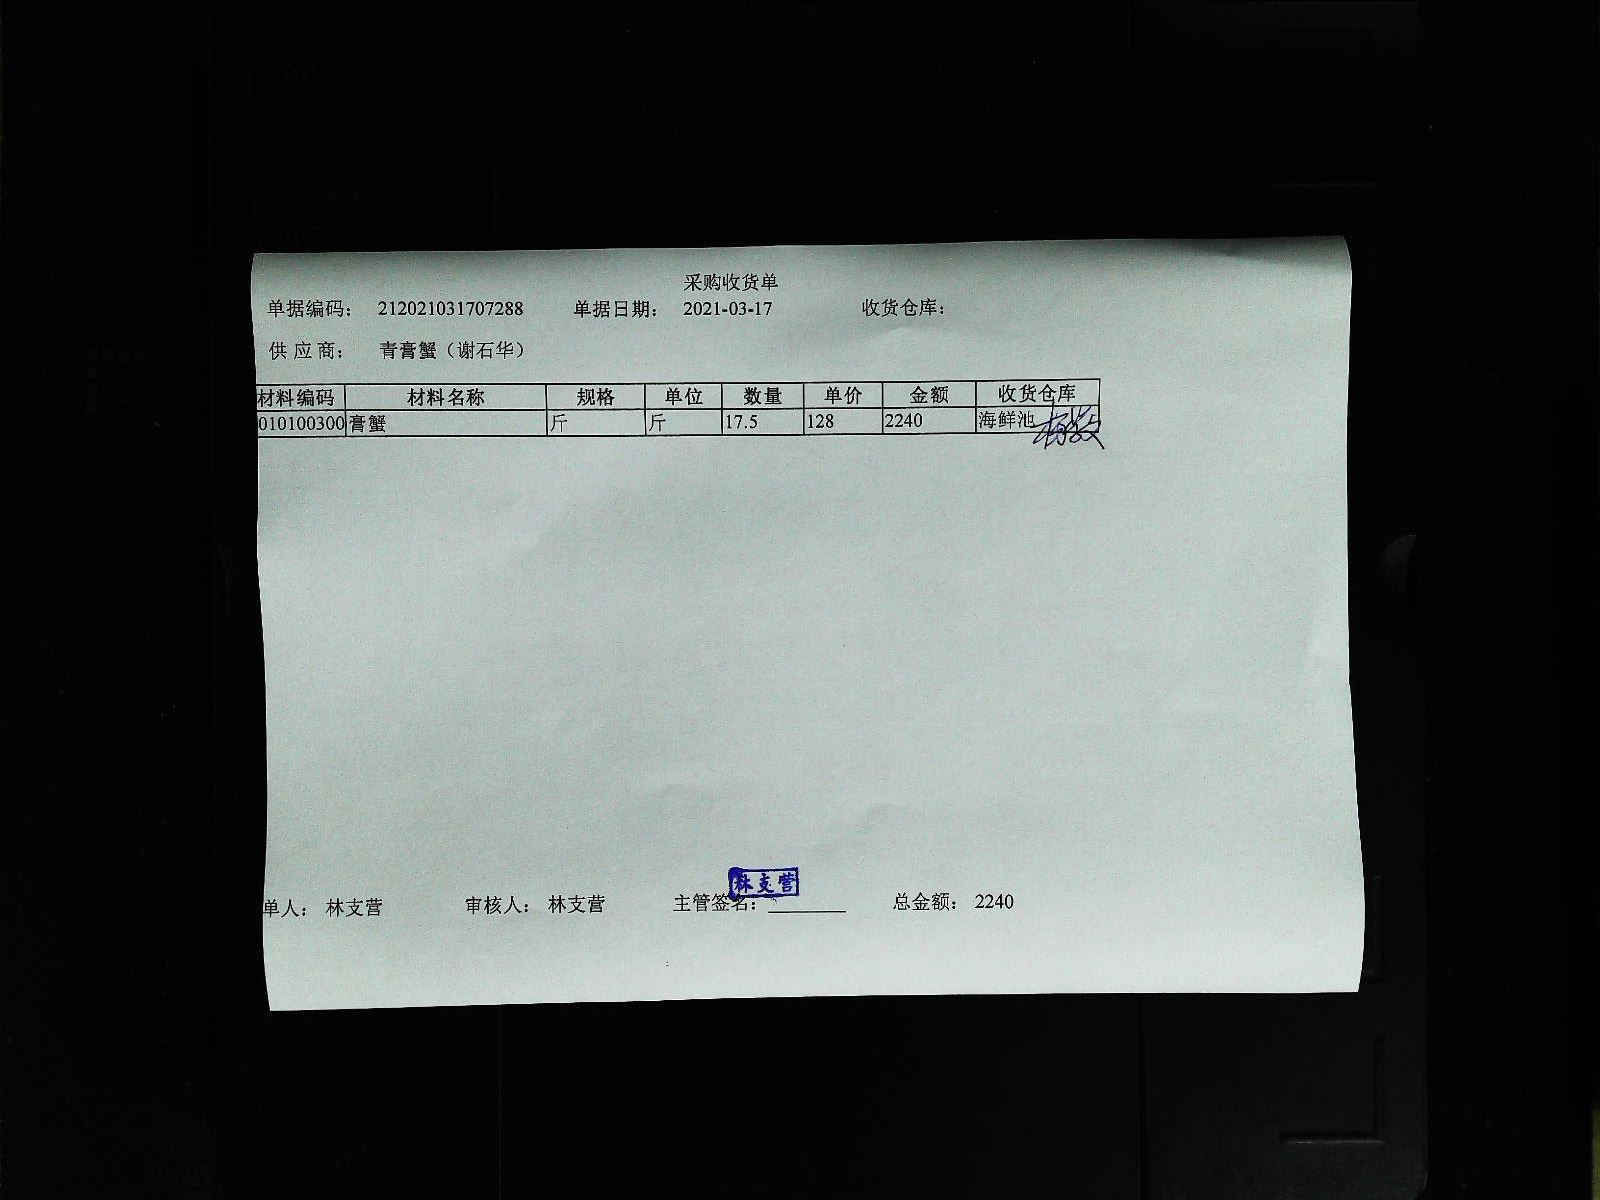 采购收货单
单据编码: 212021031707288 单据日期: 2021-03-17 收货仓库:
供应商: 青膏蟹（谢石华）
材料编码 材料名称 规格 单位 数量 单价 金额 收货仓库
010100300 膏蟹 斤 斤 17.5 128 2240 海鲜池
林支营
单人: 林支营 审核人: 林支营 主管签名: ________ 总金额: 2240